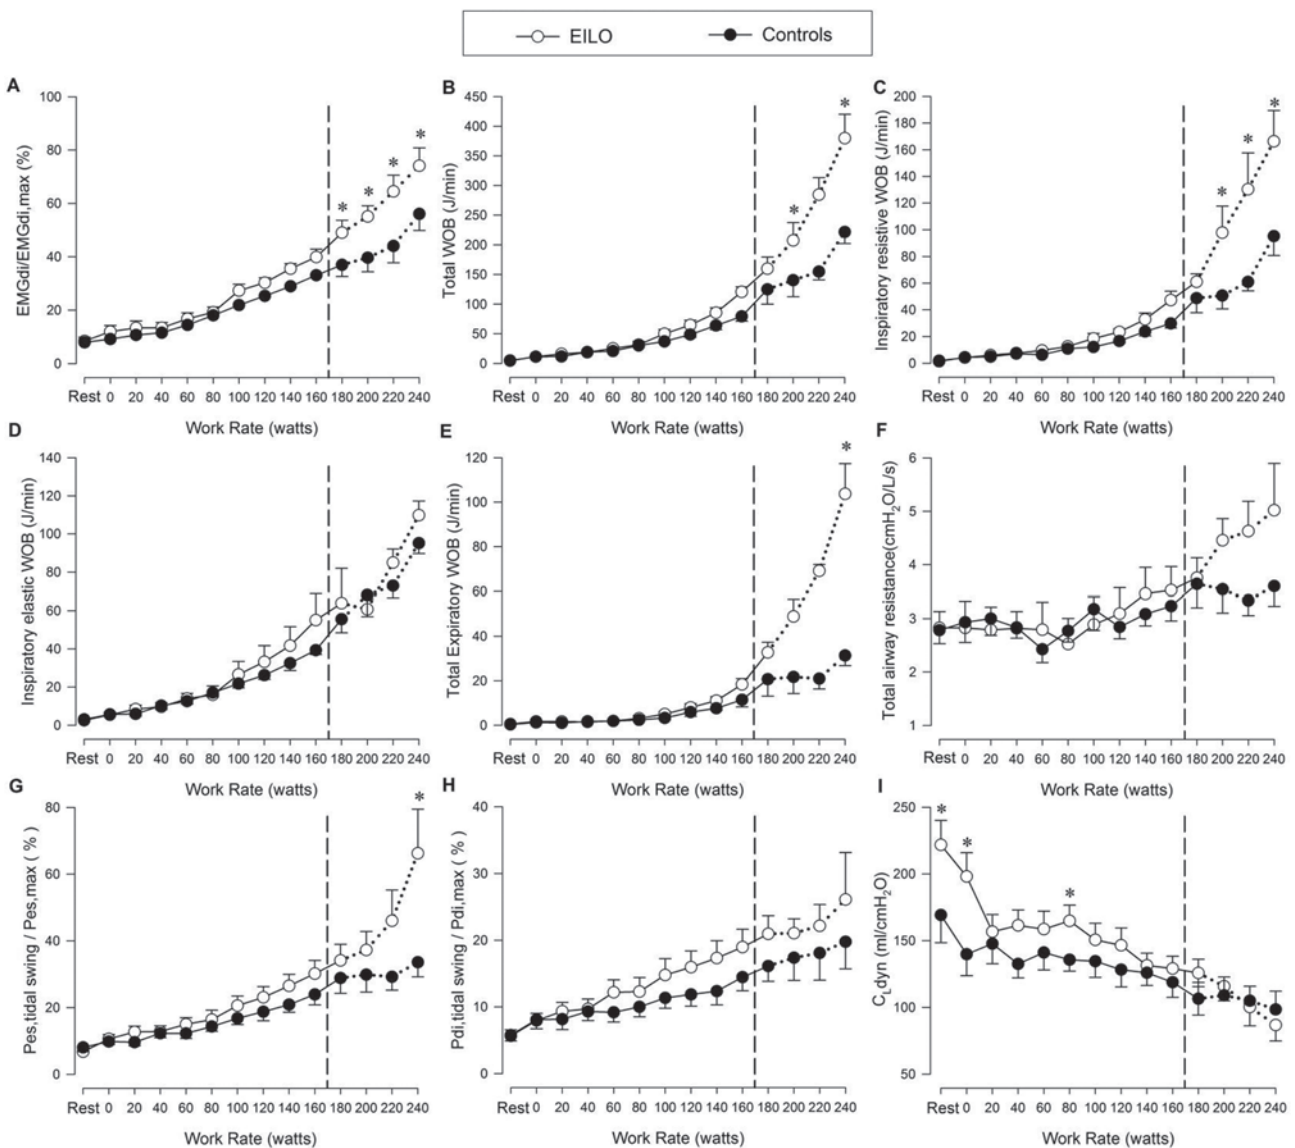 EILO Controls
A
EMGdi/EMGdi,max (%)
100
80
60
40
20
0
* * * *
Rest 0 20 40 60 80 100 120 140 160 180 200 220 240
Work Rate (watts)
B
Total WOB (J/min)
450
400
350
300
250
200
150
100
50
0
* *
Rest 0 20 40 60 80 100 120 140 160 180 200 220 240
Work Rate (watts)
C
Inspiratory resistive WOB (J/min)
200
180
160
140
120
100
80
60
40
20
0
* * *
Rest 0 20 40 60 80 100 120 140 160 180 200 220 240
Work Rate (watts)
D
Inspiratory elastic WOB (J/min)
140
120
100
80
60
40
20
0
Rest 0 20 40 60 80 100 120 140 160 180 200 220 240
Work Rate (watts)
E
Total Expiratory WOB (J/min)
120
100
80
60
40
20
0
*
Rest 0 20 40 60 80 100 120 140 160 180 200 220 240
Work Rate (watts)
F
Total airway resistance(cmH₂O/L/s)
6
5
4
3
2
1
Rest 0 20 40 60 80 100 120 140 160 180 200 220 240
Work Rate (watts)
G
Pes,tidal swing / Pes,max ( % )
80
60
40
20
0
*
Rest 0 20 40 60 80 100 120 140 160 180 200 220 240
Work Rate (watts)
H
Pdi,tidal swing / Pdi,max ( % )
40
30
20
10
0
Rest 0 20 40 60 80 100 120 140 160 180 200 220 240
Work Rate (watts)
I
C_Ldyn (ml/cmH₂O)
250
200
150
100
50
* * *
Rest 0 20 40 60 80 100 120 140 160 180 200 220 240
Work Rate (watts)